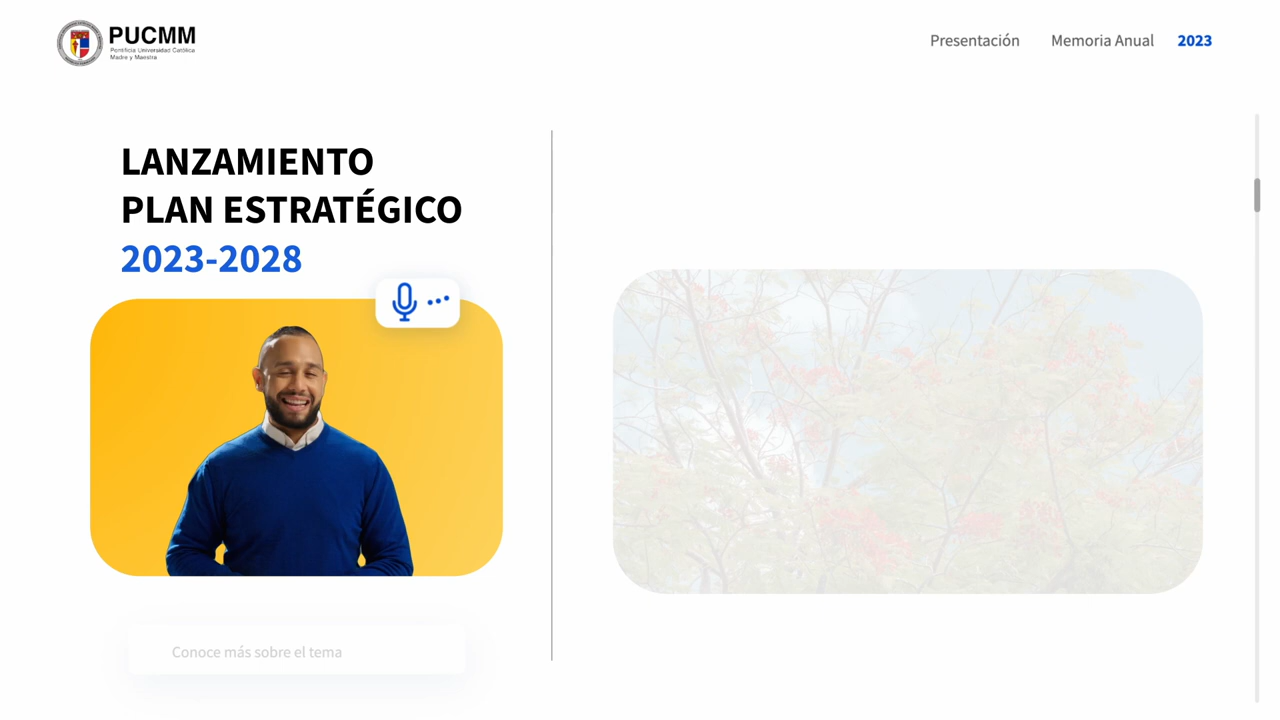 PUCMM
Pontificia Universidad Católica
Madre y Maestra
Presentación
Memoria Anual
2023
LANZAMIENTO
PLAN ESTRATÉGICO
2023-2028
Conoce más sobre el tema